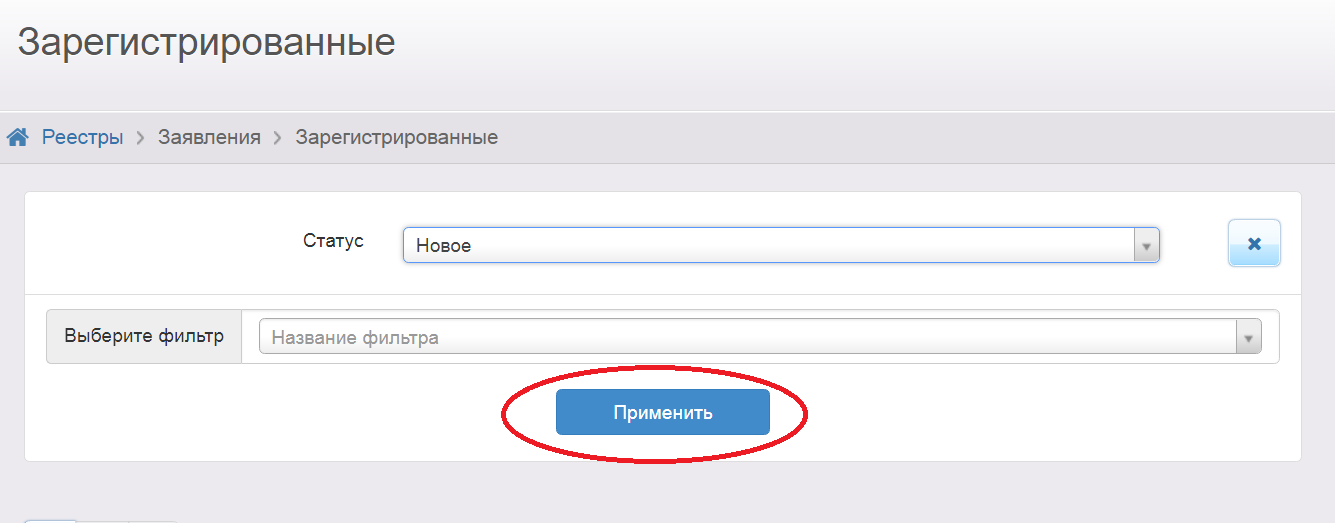 Зарегистрированные
Реестры > Заявления > Зарегистрированные
Статус Новое
Выберите фильтр Название фильтра
Применить